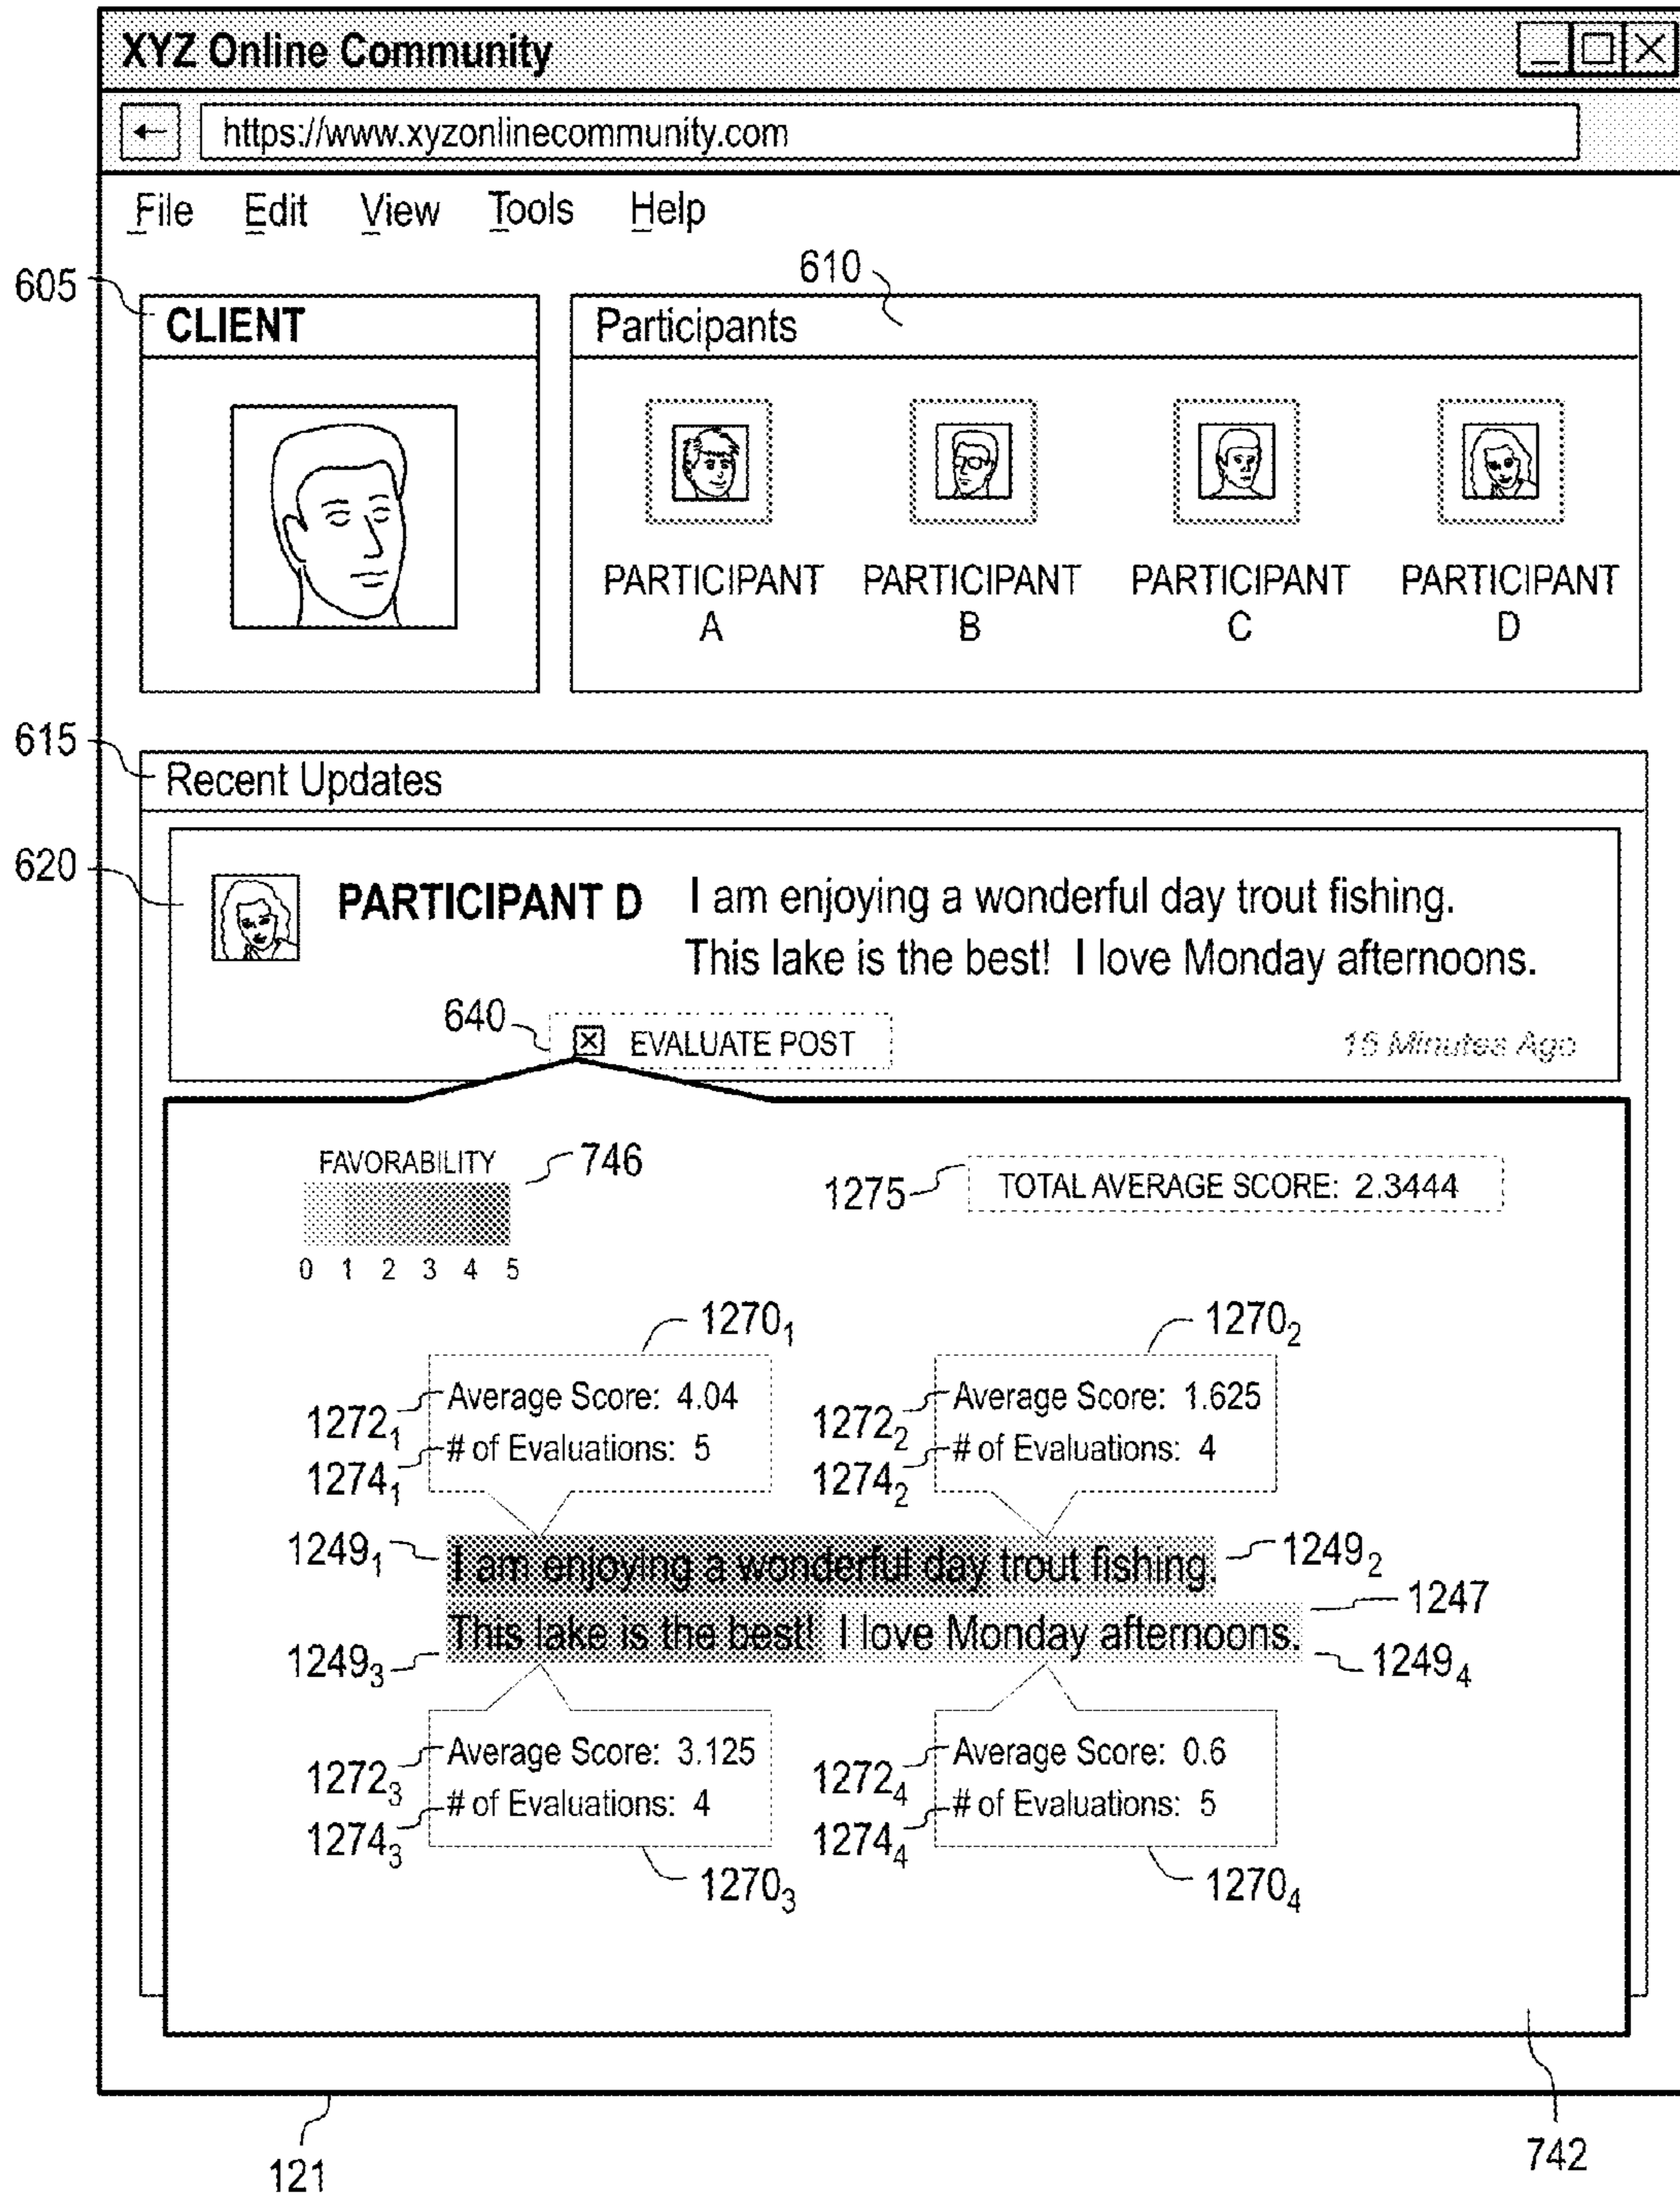 XYZ Online Community
https://www.xyzonlinecommunity.com
File Edit View Tools Help
605
610
CLIENT
Participants
PARTICIPANT A
PARTICIPANT B
PARTICIPANT C
PARTICIPANT D
615
Recent Updates
620
PARTICIPANT D I am enjoying a wonderful day trout fishing.
This lake is the best! I love Monday afternoons.
640
EVALUATE POST
15 Minutes Ago
FAVORABILITY
746
0 1 2 3 4 5
1275
TOTAL AVERAGE SCORE: 2.3444
1270₁
1270₂
Average Score: 4.04
1272₁
# of Evaluations: 5
1274₁
Average Score: 1.625
1272₂
# of Evaluations: 4
1274₂
1249₁
I am enjoying a wonderful day trout fishing.
1249₂
1247
This lake is the best! I love Monday afternoons.
1249₃
1249₄
Average Score: 3.125
1272₃
# of Evaluations: 4
1274₃
1270₃
Average Score: 0.6
1272₄
# of Evaluations: 5
1274₄
1270₄
121
742